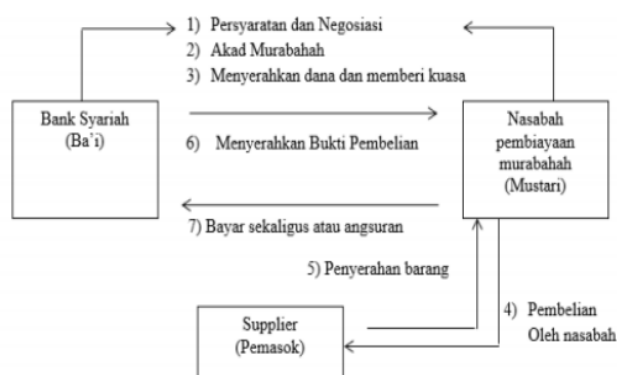 1) Persyaratan dan Negosiasi
2) Akad Murabahah
3) Menyerahkan dana dan memberi kuasa
Bank Syariah
(Ba'i)
Nasabah
pembiayaan
murabahah
(Mustari)
6) Menyerahkan Bukti Pembelian
7) Bayar sekaligus atau angsuran
5) Penyerahan barang
4) Pembelian
Oleh nasabah
Supplier
(Pemasok)